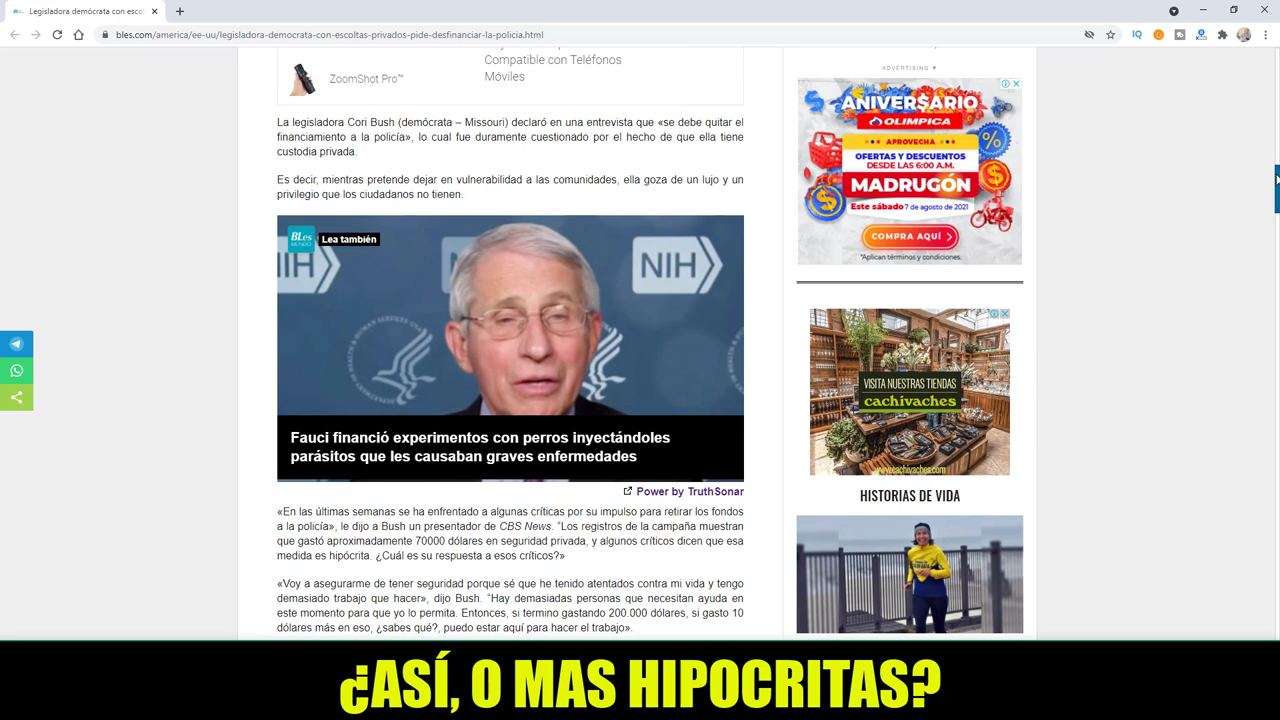 Legisladora demócrata con escol
bles.com/america/ee-uu/legisladora-democrata-con-escoltas-privados-pide-desfinanciar-la-policia.html
Compatible con Teléfonos
Móviles
ZoomShot Pro™
La legisladora Cori Bush (demócrata – Missouri) declaró en una entrevista que «se debe quitar el
financiamiento a la policía», lo cual fue duramente cuestionado por el hecho de que ella tiene
custodia privada.
Es decir, mientras pretende dejar en vulnerabilidad a las comunidades, ella goza de un lujo y un
privilegio que los ciudadanos no tienen.
BLes
MUNDO
Lea también
NIH
NIH
Fauci financió experimentos con perros inyectándoles
parásitos que les causaban graves enfermedades
Power by TruthSonar
«En las últimas semanas se ha enfrentado a algunas críticas por su impulso para retirar los fondos
a la policía», le dijo a Bush un presentador de CBS News. “Los registros de la campaña muestran
que gastó aproximadamente 70000 dólares en seguridad privada, y algunos críticos dicen que esa
medida es hipócrita. ¿Cuál es su respuesta a esos críticos?»
«Voy a asegurarme de tener seguridad porque sé que he tenido atentados contra mi vida y tengo
demasiado trabajo que hacer», dijo Bush. “Hay demasiadas personas que necesitan ayuda en
este momento para que yo lo permita. Entonces, si termino gastando 200.000 dólares, si gasto 10
dólares más en eso, ¿sabes qué?, puedo estar aquí para hacer el trabajo».
ADVERTISING ▼
ANIVER$ARIO
OLIMPICA
APROVECHA
OFERTAS Y DESCUENTOS
DESDE LAS 6:00 A.M.
MADRUGÓN
Este sábado 7 de agosto de 2021
COMPRA AQUÍ
*Aplican términos y condiciones.
VISITA NUESTRAS TIENDAS
cachivaches
www.cachivaches.com
HISTORIAS DE VIDA
¿ASÍ, O MAS HIPOCRITAS?